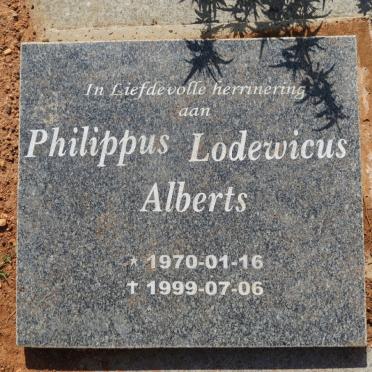 In Liefdevolle herrinering
aan
Philippus Lodewicus
Alberts
* 1970-01-16
† 1999-07-06